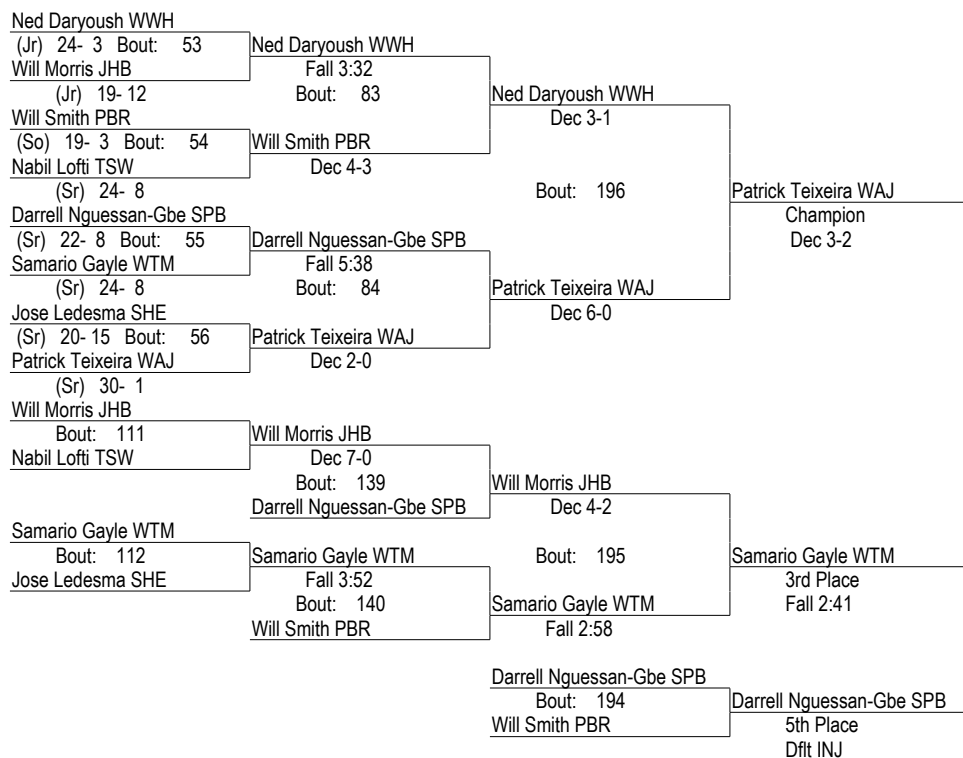 Ned Daryoush WWH
(Jr) 24- 3 Bout: 53
Will Morris JHB
(Jr) 19- 12
Will Smith PBR
(So) 19- 3 Bout: 54
Nabil Lofti TSW
(Sr) 24- 8
Darrell Nguessan-Gbe SPB
(Sr) 22- 8 Bout: 55
Samario Gayle WTM
(Sr) 24- 8
Jose Ledesma SHE
(Sr) 20- 15 Bout: 56
Patrick Teixeira WAJ
(Sr) 30- 1
Ned Daryoush WWH
Fall 3:32
Bout: 83
Will Smith PBR
Dec 4-3
Darrell Nguessan-Gbe SPB
Fall 5:38
Bout: 84
Patrick Teixeira WAJ
Dec 2-0
Ned Daryoush WWH
Dec 3-1
Bout: 196
Patrick Teixeira WAJ
Dec 6-0
Patrick Teixeira WAJ
Champion
Dec 3-2
Will Morris JHB
Bout: 111
Nabil Lofti TSW
Samario Gayle WTM
Bout: 112
Jose Ledesma SHE
Will Morris JHB
Dec 7-0
Bout: 139
Darrell Nguessan-Gbe SPB
Samario Gayle WTM
Fall 3:52
Bout: 140
Will Smith PBR
Will Morris JHB
Dec 4-2
Bout: 195
Samario Gayle WTM
Fall 2:58
Samario Gayle WTM
3rd Place
Fall 2:41
Darrell Nguessan-Gbe SPB
Bout: 194
Will Smith PBR
Darrell Nguessan-Gbe SPB
5th Place
Dflt INJ